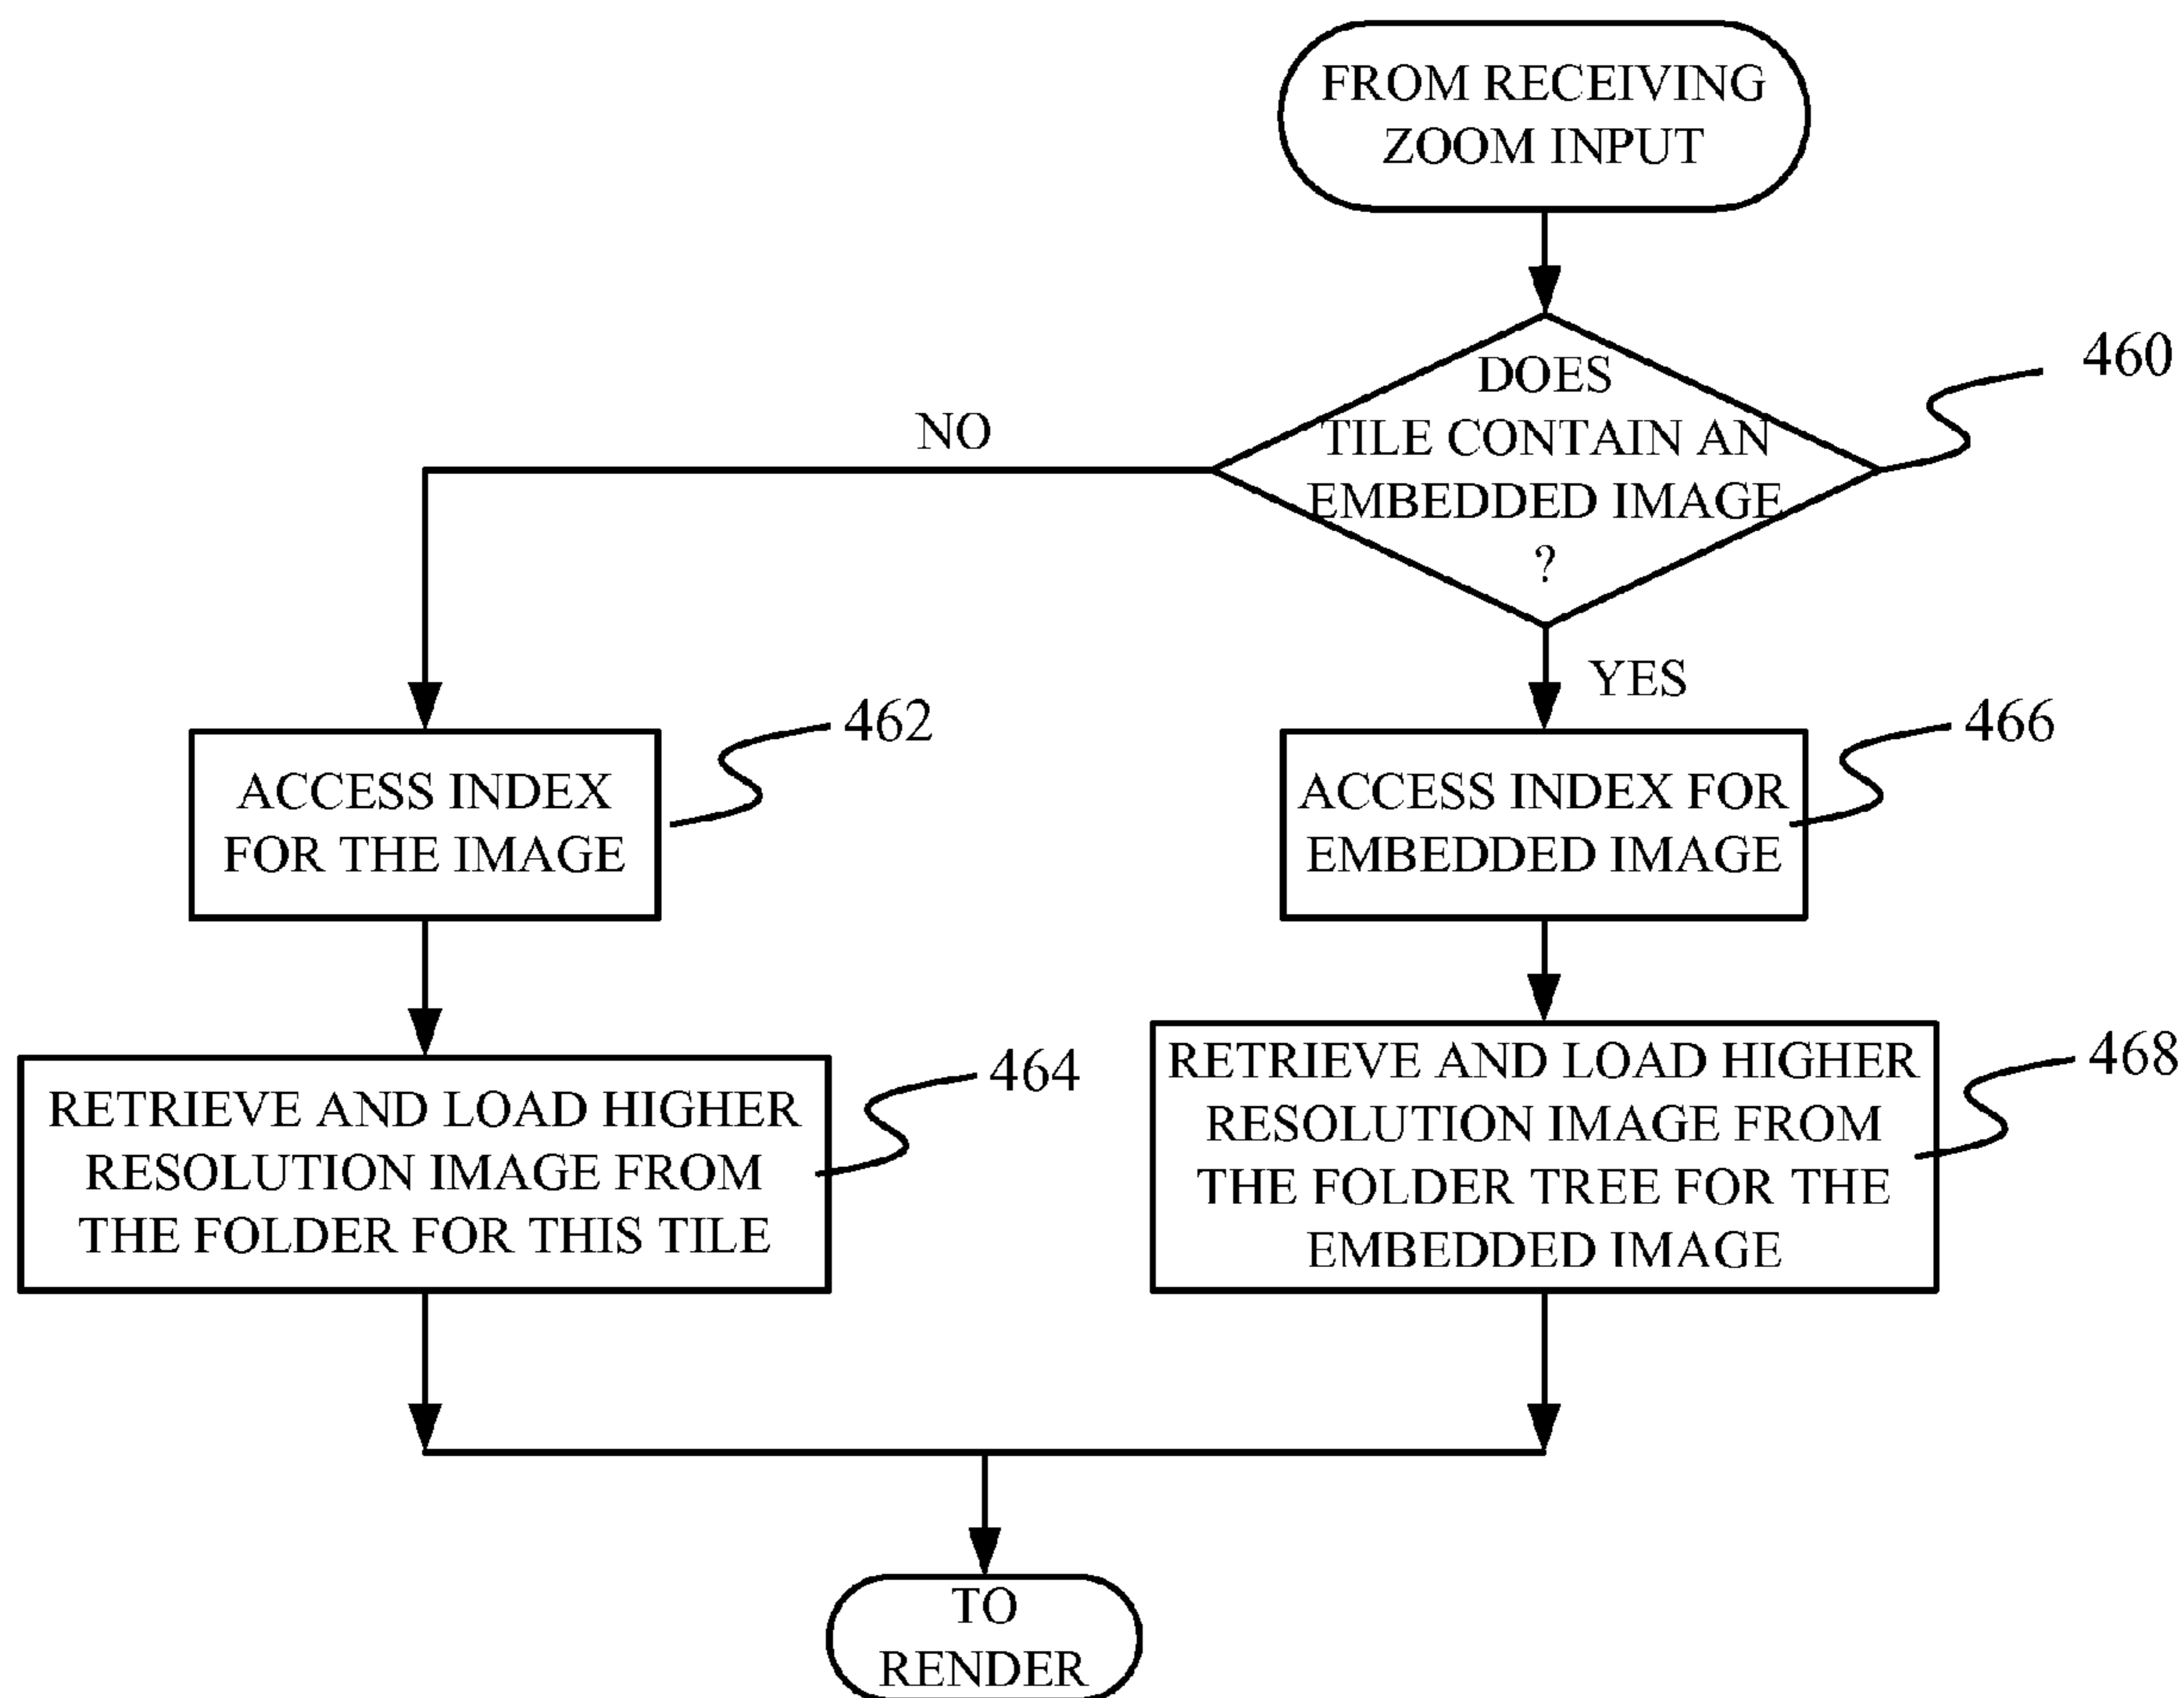 FROM RECEIVING
ZOOM INPUT
DOES
TILE CONTAIN AN
EMBEDDED IMAGE
?
460
NO
YES
ACCESS INDEX
FOR THE IMAGE
462
ACCESS INDEX FOR
EMBEDDED IMAGE
466
RETRIEVE AND LOAD HIGHER
RESOLUTION IMAGE FROM
THE FOLDER FOR THIS TILE
464
RETRIEVE AND LOAD HIGHER
RESOLUTION IMAGE FROM
THE FOLDER TREE FOR THE
EMBEDDED IMAGE
468
TO
RENDER